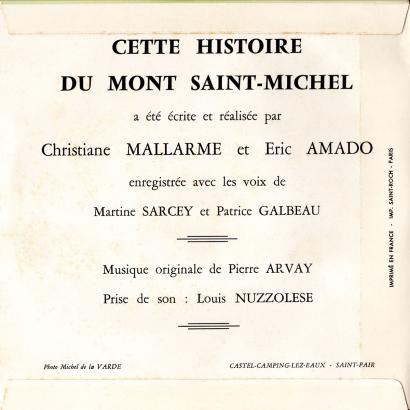 CETTE HISTOIRE
DU MONT SAINT-MICHEL
a été écrite et réalisée par
Christiane MALLARME et Eric AMADO
enregistrée avec les voix de
Martine SARCEY et Patrice GALBEAU
Musique originale de Pierre ARVAY
Prise de son : Louis NUZZOLESE
Photo Michel de la VARDE
CASTEL-CAMPING-LEZ-EAUX - SAINT-PAIR
IMPRIMÉ EN FRANCE - IMP. SAINT-ROCH - PARIS